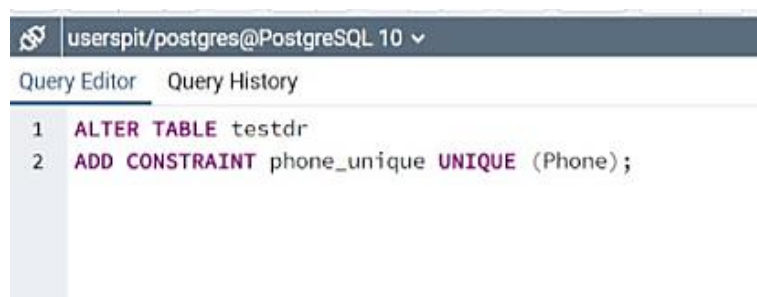 userspit/postgres@PostgreSQL 10
Query Editor Query History
1 ALTER TABLE testdr
2 ADD CONSTRAINT phone_unique UNIQUE (Phone);